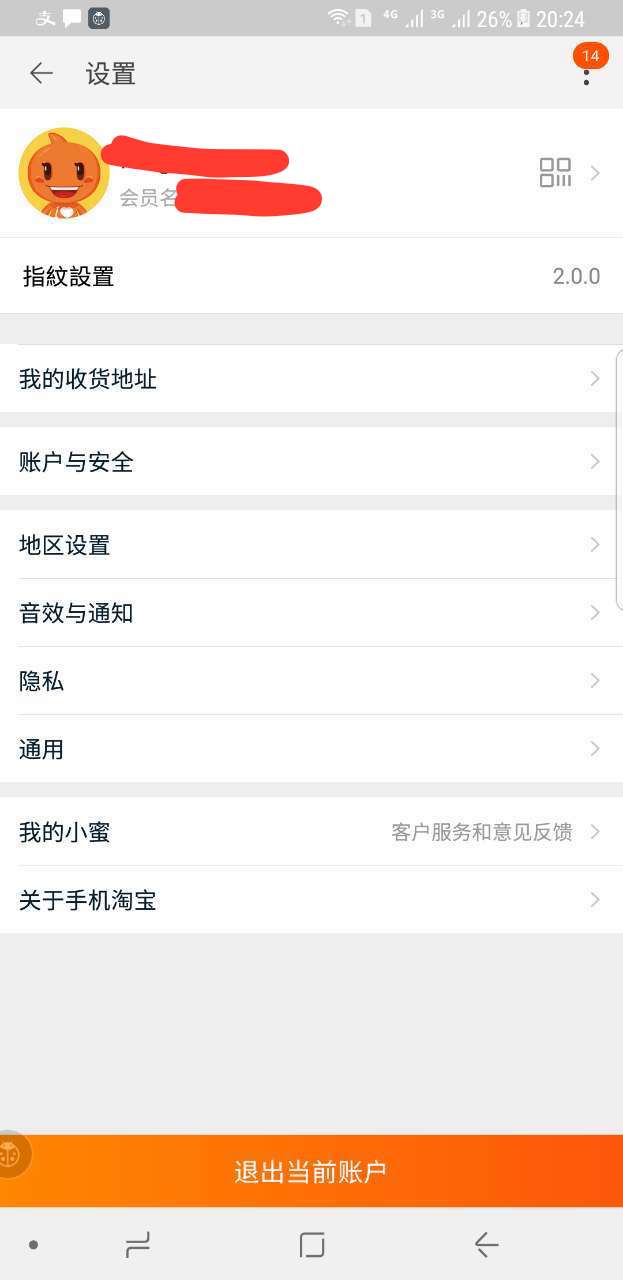 1 4G 3G 26% 20:24
设置
14
会员名
指紋設置 2.0.0
我的收货地址
账户与安全
地区设置
音效与通知
隐私
通用
我的小蜜 客户服务和意见反馈
关于手机淘宝
退出当前账户